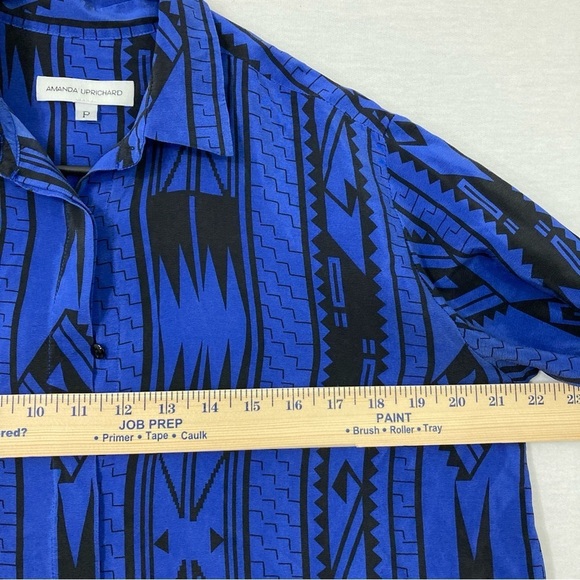 AMANDA UPRICHARD
P
10 11 12 13 14 15 16 17 18 19 20 21 22 23
JOB PREP
• Primer • Tape • Caulk
PAINT
• Brush • Roller • Tray